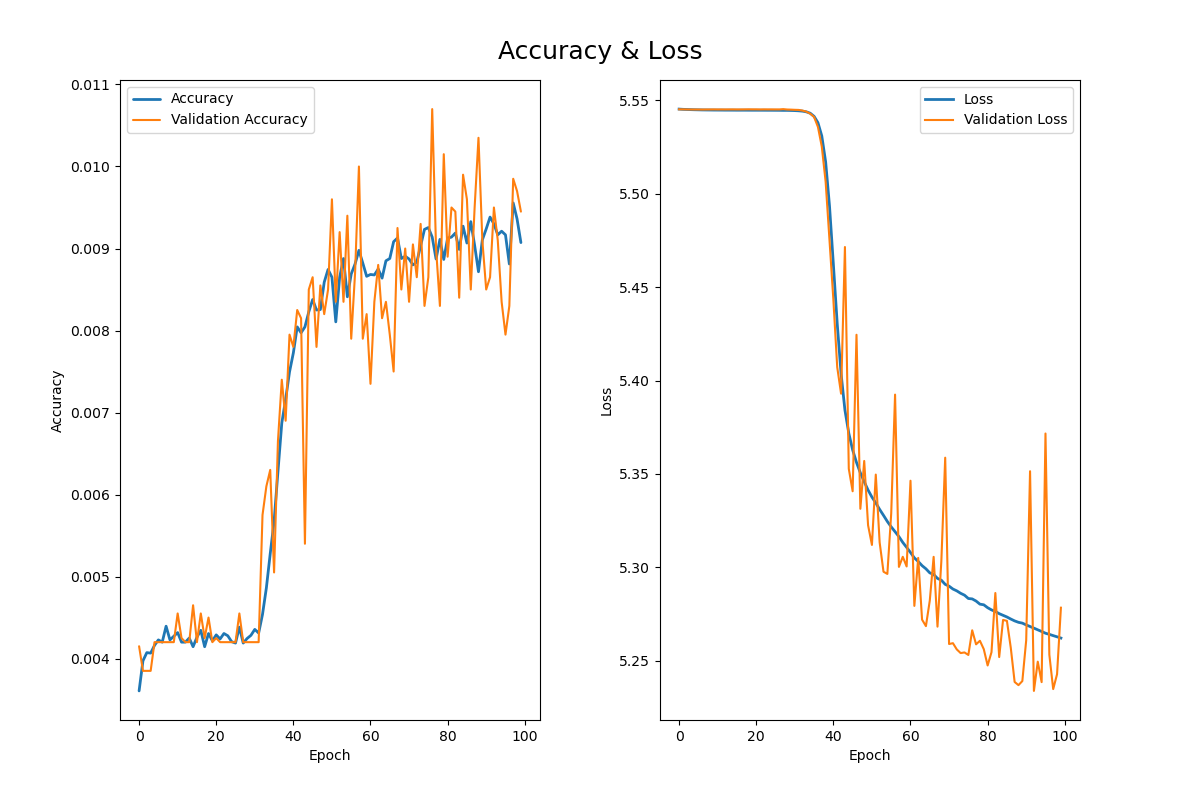 Accuracy & Loss
Accuracy
Validation Accuracy
0.011
0.010
0.009
0.008
0.007
0.006
0.005
0.004
Accuracy
0 20 40 60 80 100
Epoch
Loss
Validation Loss
5.55
5.50
5.45
5.40
5.35
5.30
5.25
Loss
0 20 40 60 80 100
Epoch